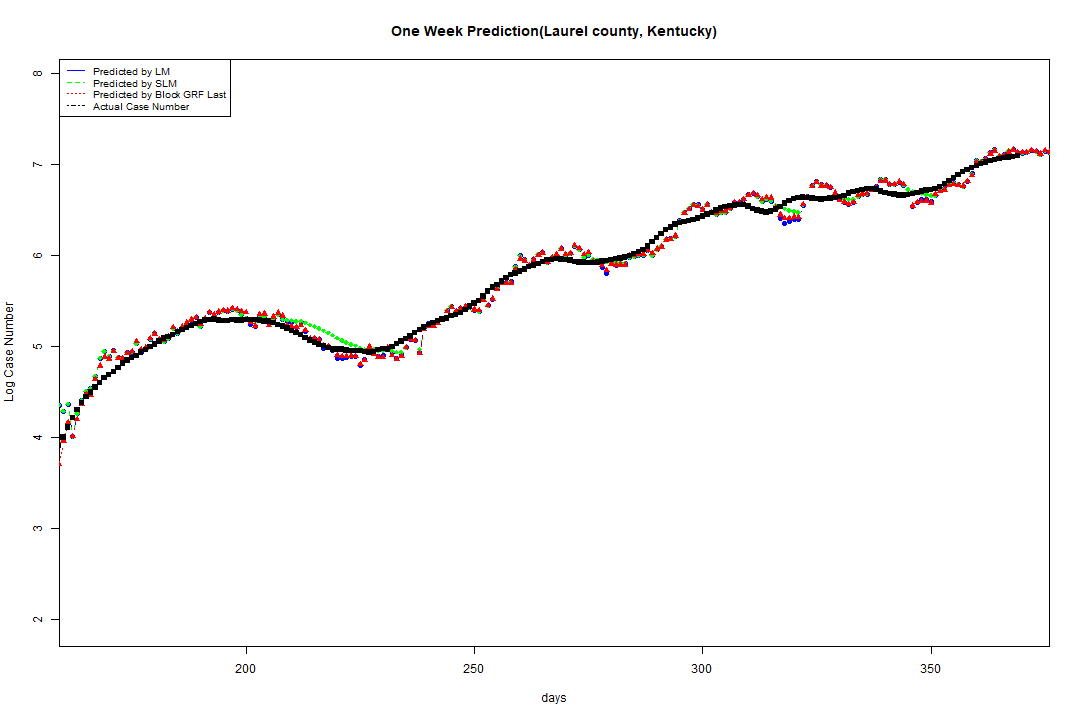 One Week Prediction(Laurel county, Kentucky)
Predicted by LM
Predicted by SLM
Predicted by Block GRF Last
Actual Case Number
Log Case Number
8
7
6
5
4
3
2
200
250
300
350
days